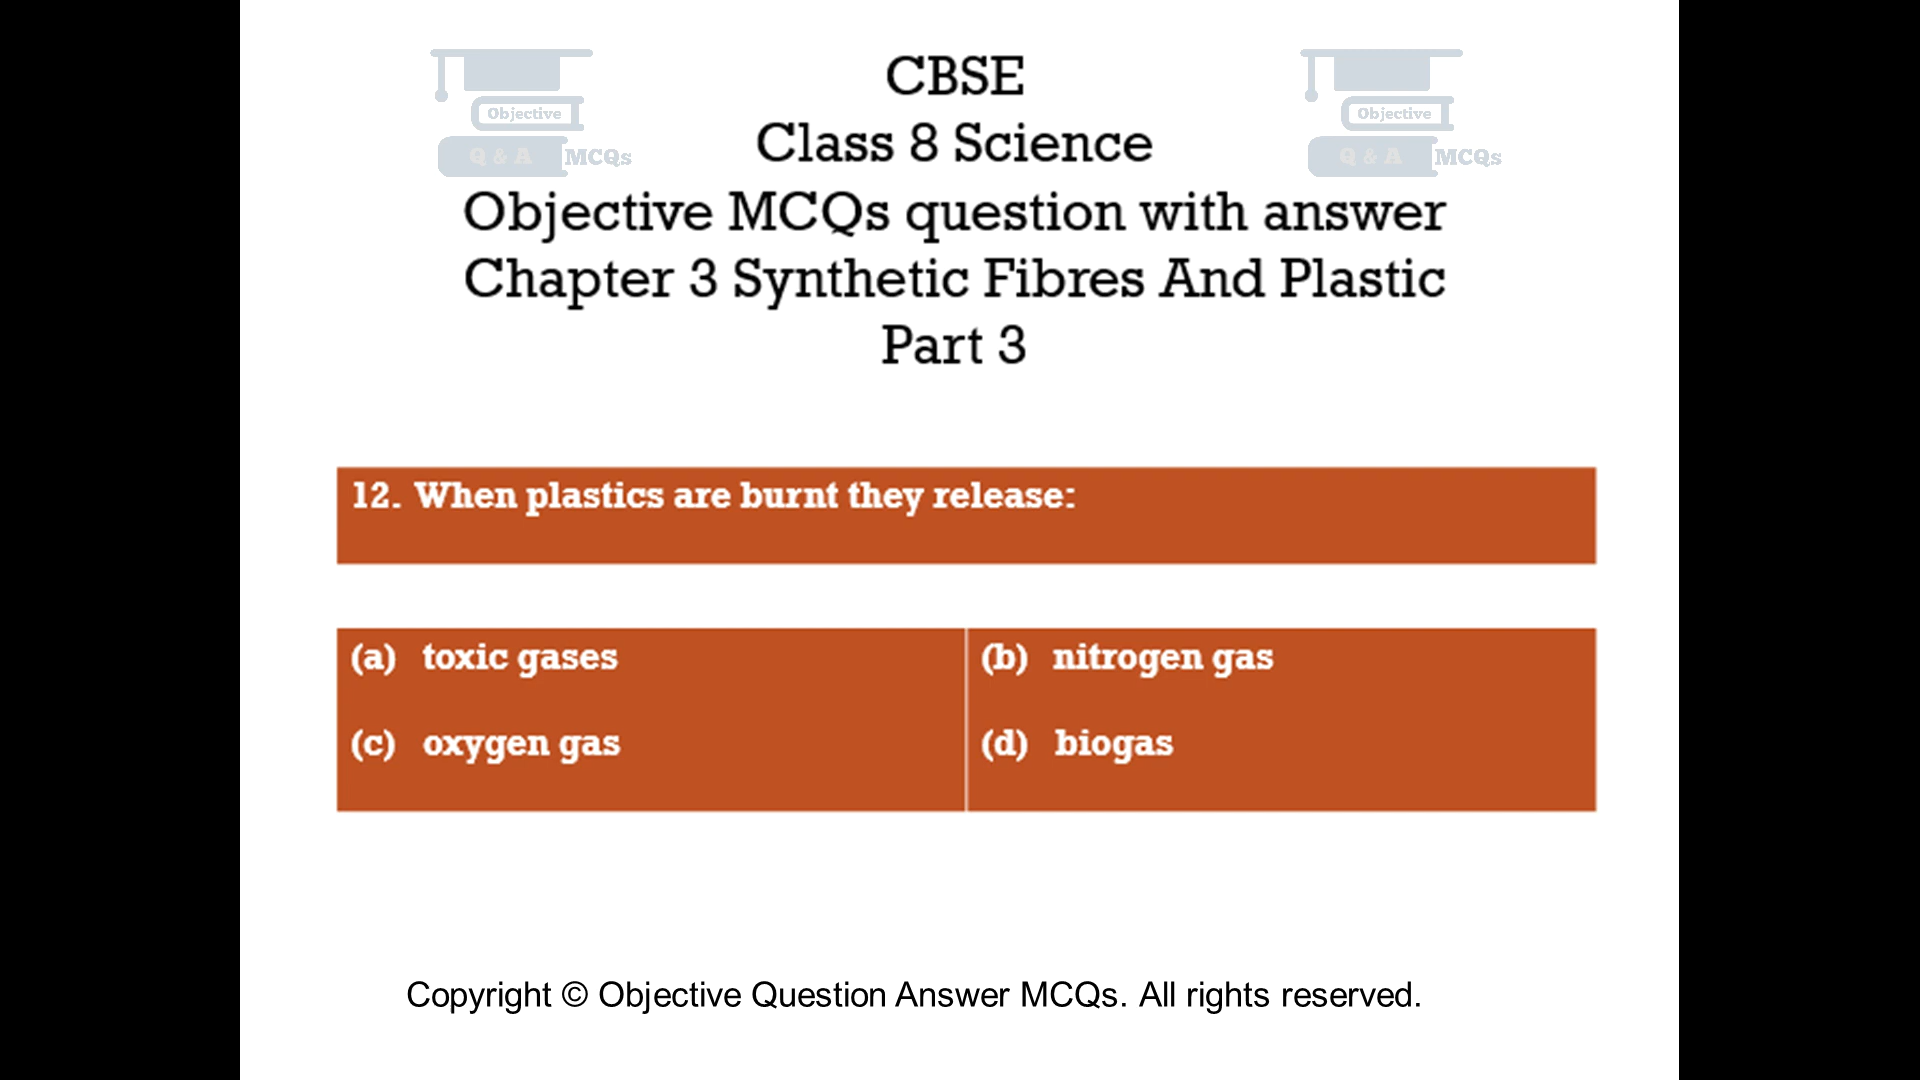 CBSE
Class 8 Science
Objective MCQs question with answer
Chapter 3 Synthetic Fibres And Plastic
Part 3
Objective
Q & A MCQs
Objective
Q & A MCQs
12. When plastics are burnt they release:
(a) toxic gases
(b) nitrogen gas
(c) oxygen gas
(d) biogas
Copyright © Objective Question Answer MCQs. All rights reserved.